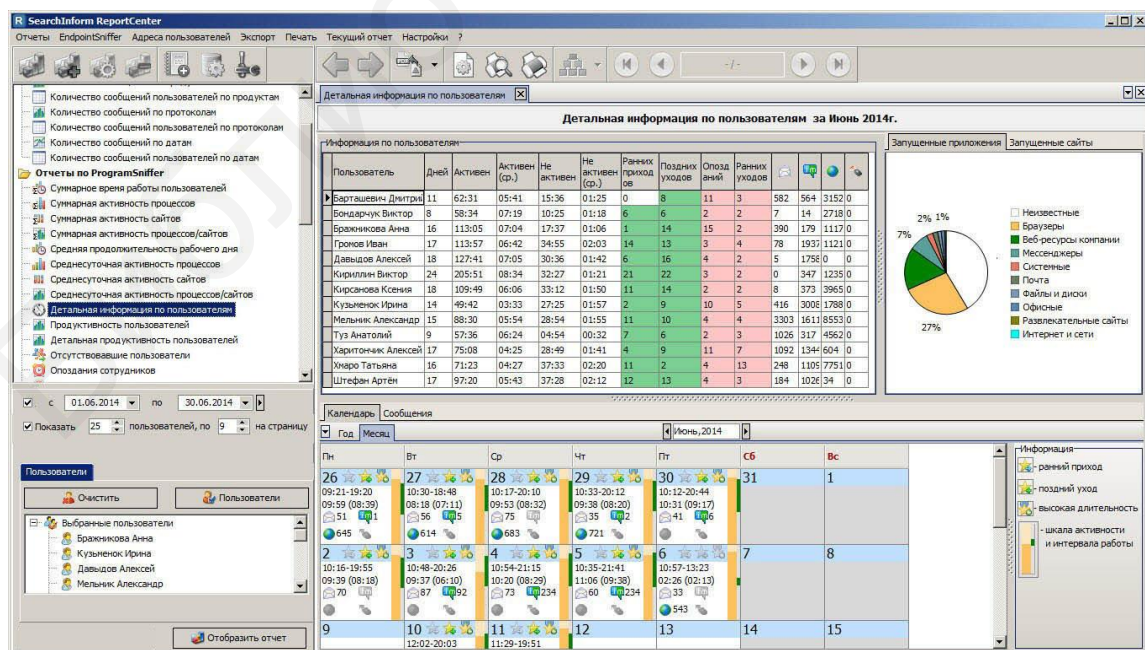 SearchInform ReportCenter
Отчеты EndpointSniffer Адреса пользователей Экспорт Печать Текущий отчет Настройки ?
- / -
Количество сообщений пользователей по продуктам
Количество сообщений по протоколам
Количество сообщений пользователей по протоколам
Количество сообщений по датам
Количество сообщений пользователей по датам
Отчеты по ProgramSniffer
Суммарное время работы пользователей
Суммарная активность процессов
Суммарная активность сайтов
Суммарная активность процессов/сайтов
Средняя продолжительность рабочего дня
Среднесуточная активность процессов
Среднесуточная активность сайтов
Среднесуточная активность процессов/сайтов
Детальная информация по пользователям
Продуктивность пользователей
Детальная продуктивность пользователей
Отсутствовавшие пользователи
Опоздания сотрудников
с 01.06.2014 по 30.06.2014
Показать 25 пользователей, по 9 на страницу
Пользователи
Очистить Пользователи
Выбранные пользователи
Бражникова Анна
Кузьменок Ирина
Давыдов Алексей
Мельник Александр
Отобразить отчет
Детальная информация по пользователям
Детальная информация по пользователям за Июнь 2014г.
Информация по пользователям
Пользователь Дней Активен Активен (ср.) Не активен Не активен (ср.) Ранних приходов Поздних уходов Опозданий Ранних уходов
Барташевич Дмитрий 11 62:31 05:41 15:36 01:25 0 8 11 3 582 564 3152 0
Бондарчук Виктор 8 58:34 07:19 10:25 01:18 6 6 2 2 7 14 2718 0
Бражникова Анна 16 113:05 07:04 17:37 01:06 1 14 15 2 390 179 1117 0
Громов Иван 17 113:57 06:42 34:55 02:03 14 13 3 4 78 1937 1121 0
Давыдов Алексей 18 127:41 07:05 30:36 01:42 6 16 4 2 5 1758 0 0
Кириллин Виктор 24 205:51 08:34 32:27 01:21 21 22 3 2 0 347 1235 0
Кирсанова Ксения 18 109:49 06:06 33:12 01:50 11 14 2 2 8 373 3965 0
Кузьменок Ирина 14 49:42 03:33 27:25 01:57 2 9 10 5 416 3008 1788 0
Мельник Александр 15 88:30 05:54 28:54 01:55 11 10 4 4 3303 1611 8553 0
Туз Анатолий 9 57:36 06:24 04:54 00:32 7 6 2 3 1026 317 4562 0
Харитончик Алексей 17 75:08 04:25 28:49 01:41 4 9 11 7 1092 1344 604 0
Хмаро Татьяна 16 71:23 04:27 37:33 02:20 11 2 4 13 248 1109 7751 0
Штефан Артём 17 97:20 05:43 37:28 02:12 12 13 4 3 184 1026 34 0
Запущенные приложения Запущенные сайты
2% 1%
7%
27%
Неизвестные
Браузеры
Веб-ресурсы компании
Мессенджеры
Системные
Почта
Файлы и диски
Офисные
Развлекательные сайты
Интернет и сети
Календарь Сообщения
Год Месяц Июнь,2014
Пн Вт Ср Чт Пт Сб Вс
26 27 28 29 30 31 1
09:21-19:20 10:30-18:48 10:17-20:10 10:33-20:12 10:12-20:44
09:59 (08:39) 08:18 (07:11) 09:53 (08:32) 09:38 (08:20) 10:31 (09:17)
51 1 56 5 75 35 2 41 6
645 614 683 721
2 3 4 5 6 7 8
10:16-19:55 10:48-20:26 10:54-21:15 10:35-21:41 10:57-13:23
09:39 (08:18) 09:37 (06:10) 10:20 (08:29) 11:06 (09:38) 02:26 (02:13)
70 87 92 73 234 60 234 33
543
9 10 11 12 13 14 15
12:02-20:03 11:29-19:51
Информация
- ранний приход
- поздний уход
- высокая длительность
- шкала активности
и интервала работы